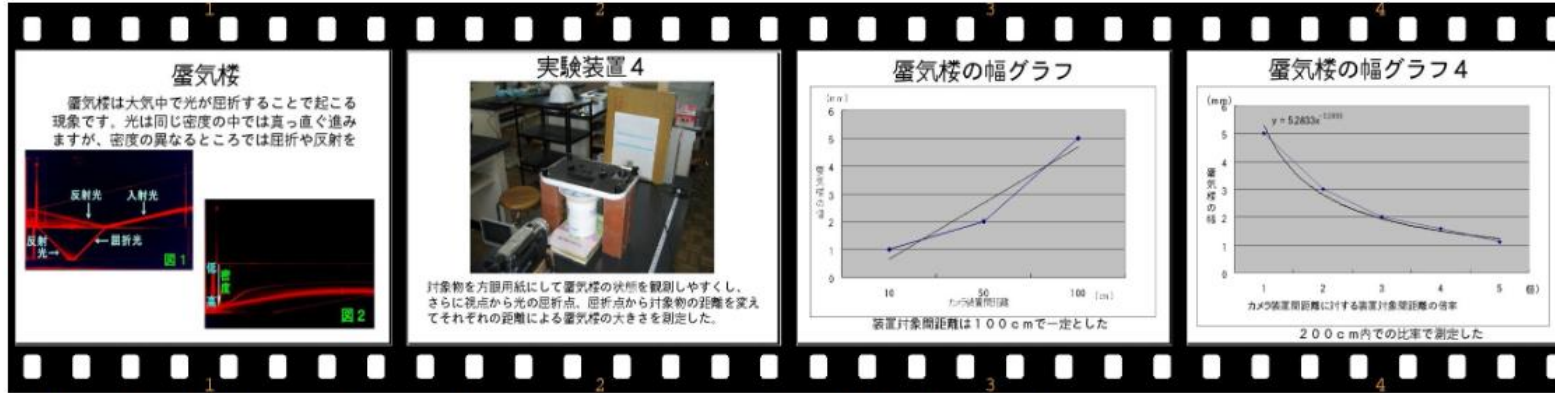 1
2
3
4
蜃気楼
蜃気楼は大気中で光が屈折することで起こる
現象です。光は同じ密度の中では真っ直ぐ進み
ますが、密度の異なるところでは屈折や反射を
反射光
入射光
反射
光→
←屈折光
図1
低
密
度
高
図2
実験装置4
対象物を方眼用紙にして蜃気楼の状態を観測しやすくし、
さらに視点から光の屈折点、屈折点から対象物の距離を変え
てそれぞれの距離による蜃気楼の大きさを測定した。
蜃気楼の幅グラフ
(mm)
6
5
4
3
2
1
0
10
50
100
(cm)
カメラ装置間距離
装置対象間距離は100cmで一定とした
蜃気楼の幅グラフ4
(mm)
6
5
4
3
2
1
0
蜃気楼の幅
1
2
3
4
5
倍)
カメラ装置間距離に対する装置対象間距離の倍率
200cm内での比率で測定した
1
2
3
4